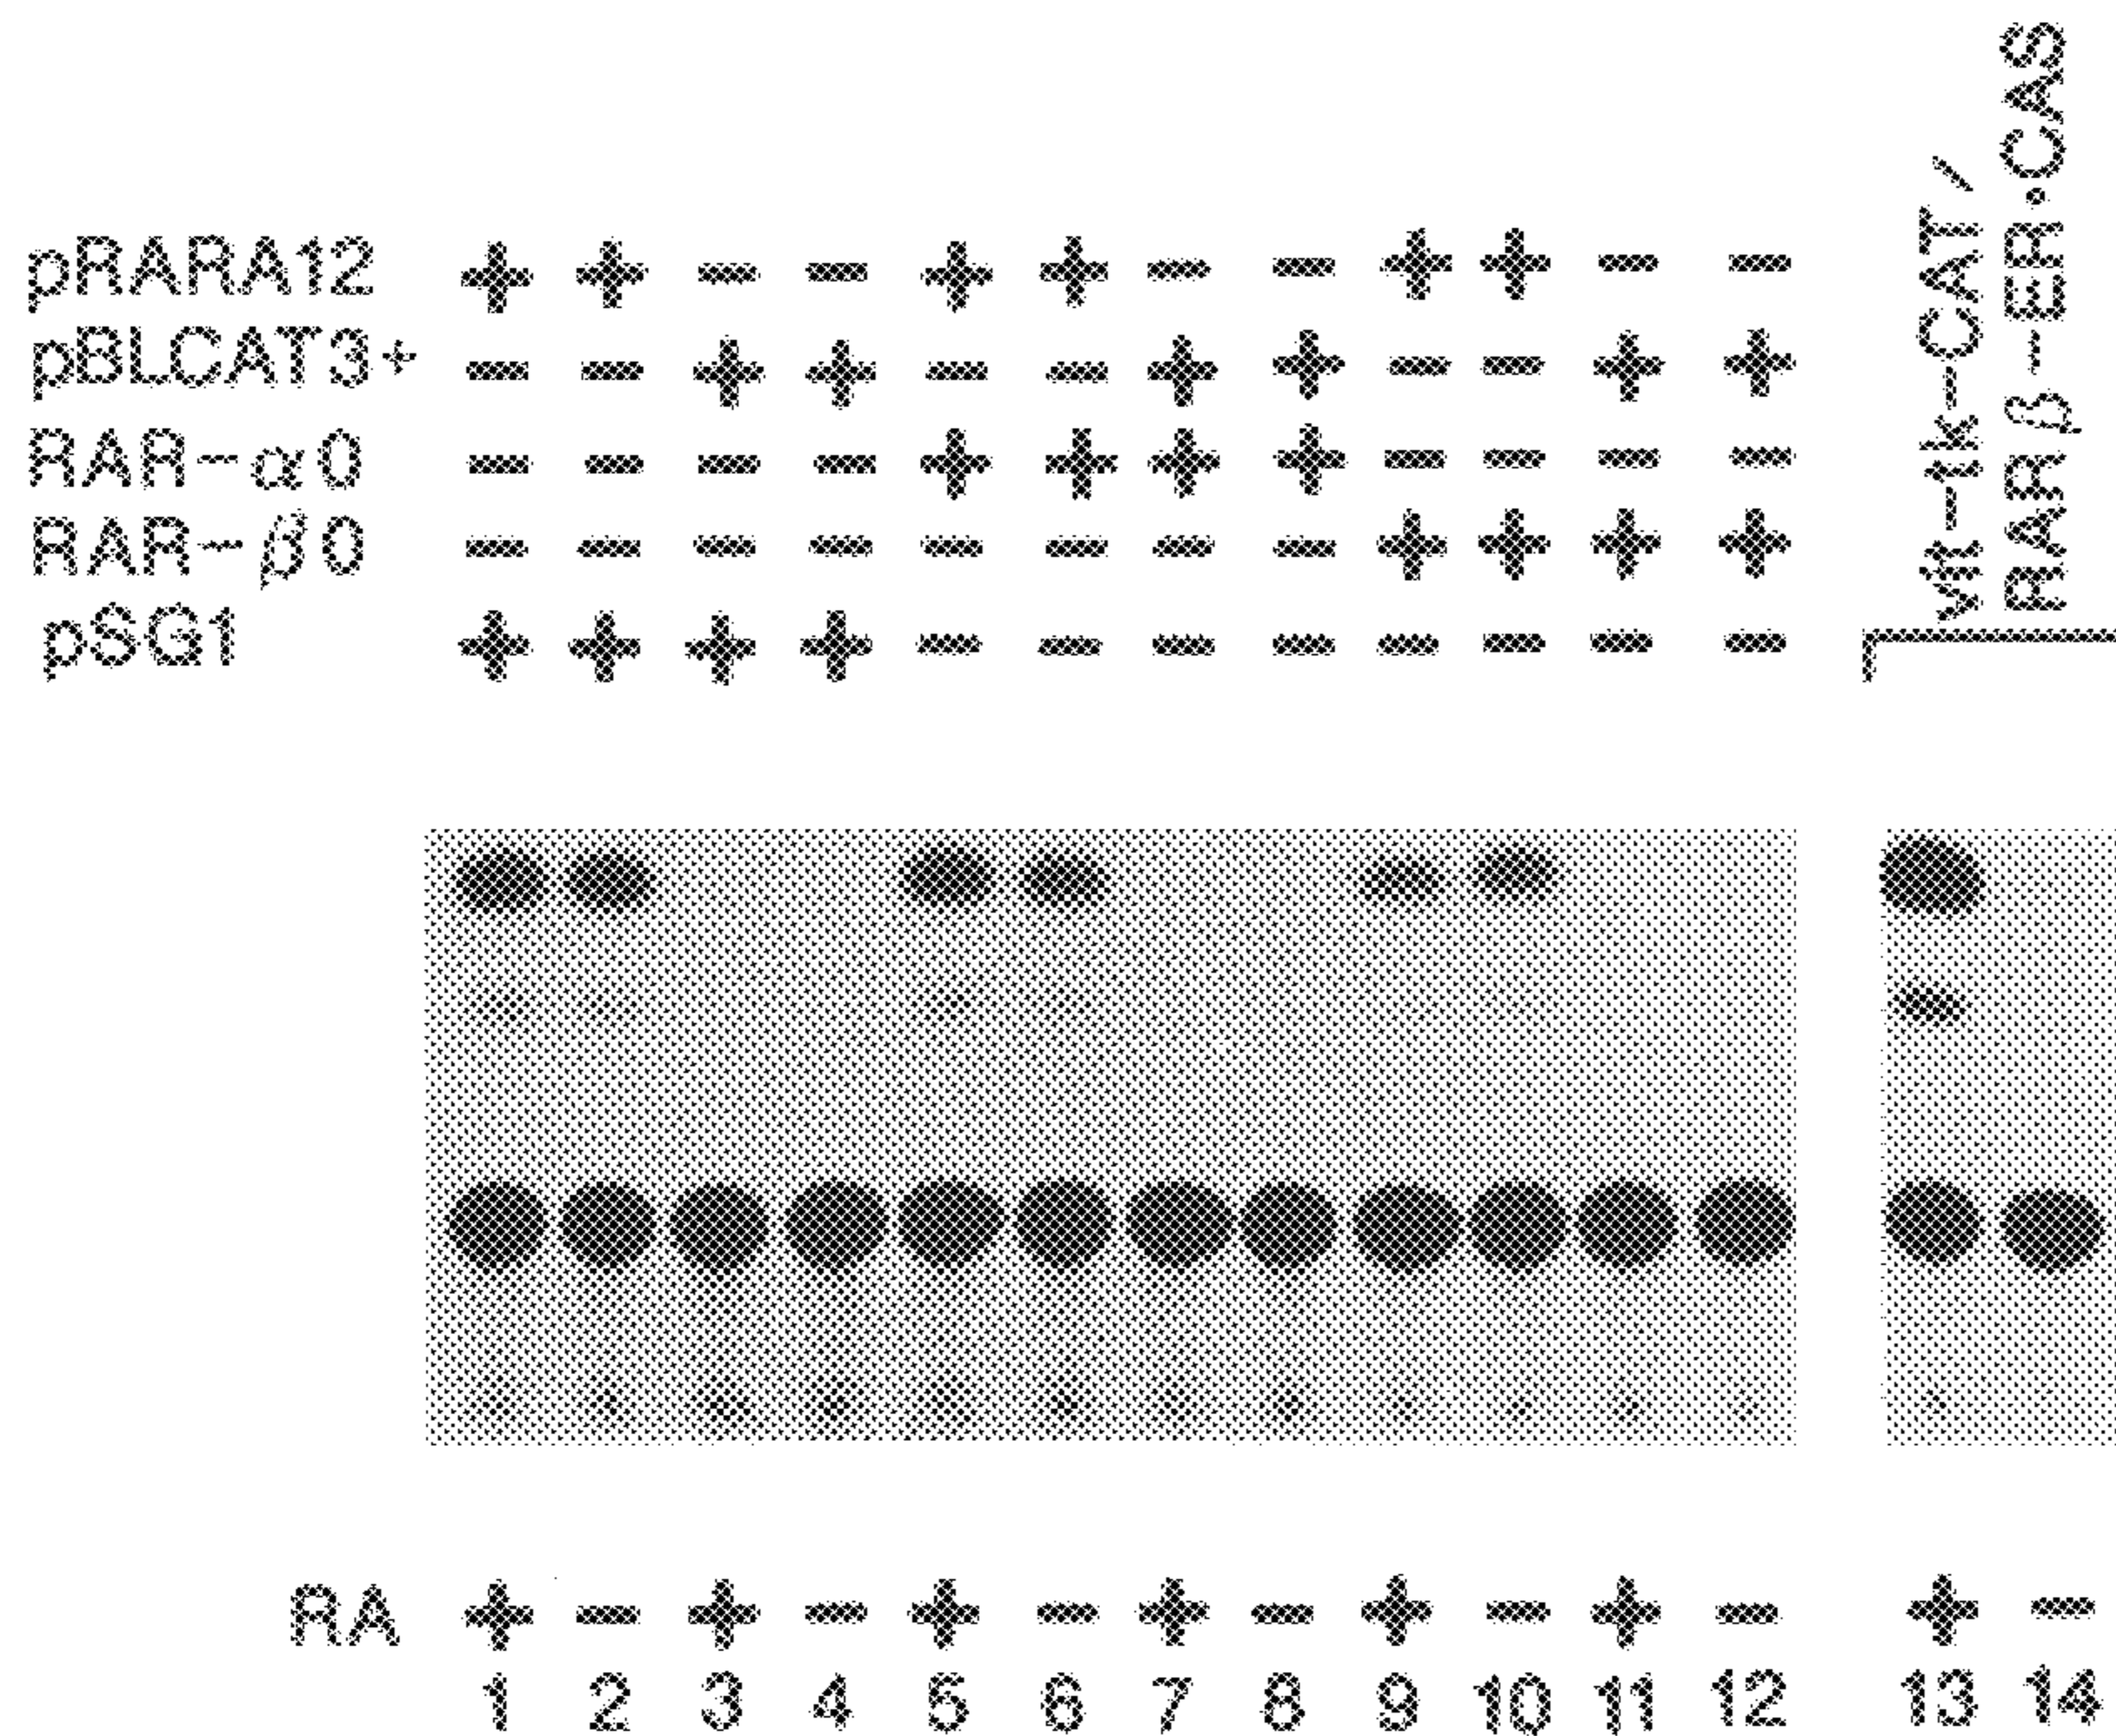 vit-tk-CAT/
RARβ-ER·CAS
pRARA12 + + - - + + - - + + - -
pBLCAT3+ - - + + - - + + - - + +
RAR-α0 - - - - + + + + - - - -
RAR-β0 - - - - - - - - + + + +
pSG1 + + + + - - - - - - - -
RA + - + - + - + - + - + - + -
1 2 3 4 5 6 7 8 9 10 11 12 13 14